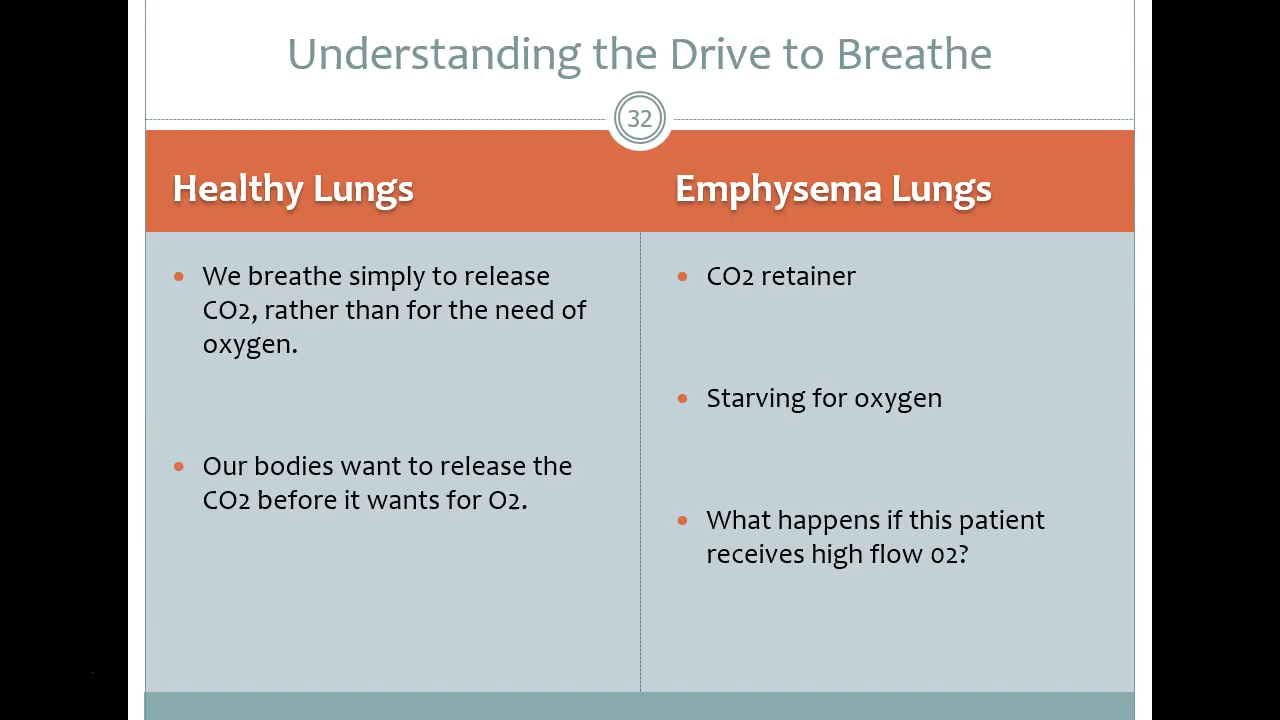 Understanding the Drive to Breathe
32
Healthy Lungs
We breathe simply to release
CO2, rather than for the need of
oxygen.
Our bodies want to release the
CO2 before it wants for O2.
Emphysema Lungs
CO2 retainer
Starving for oxygen
What happens if this patient
receives high flow 02?